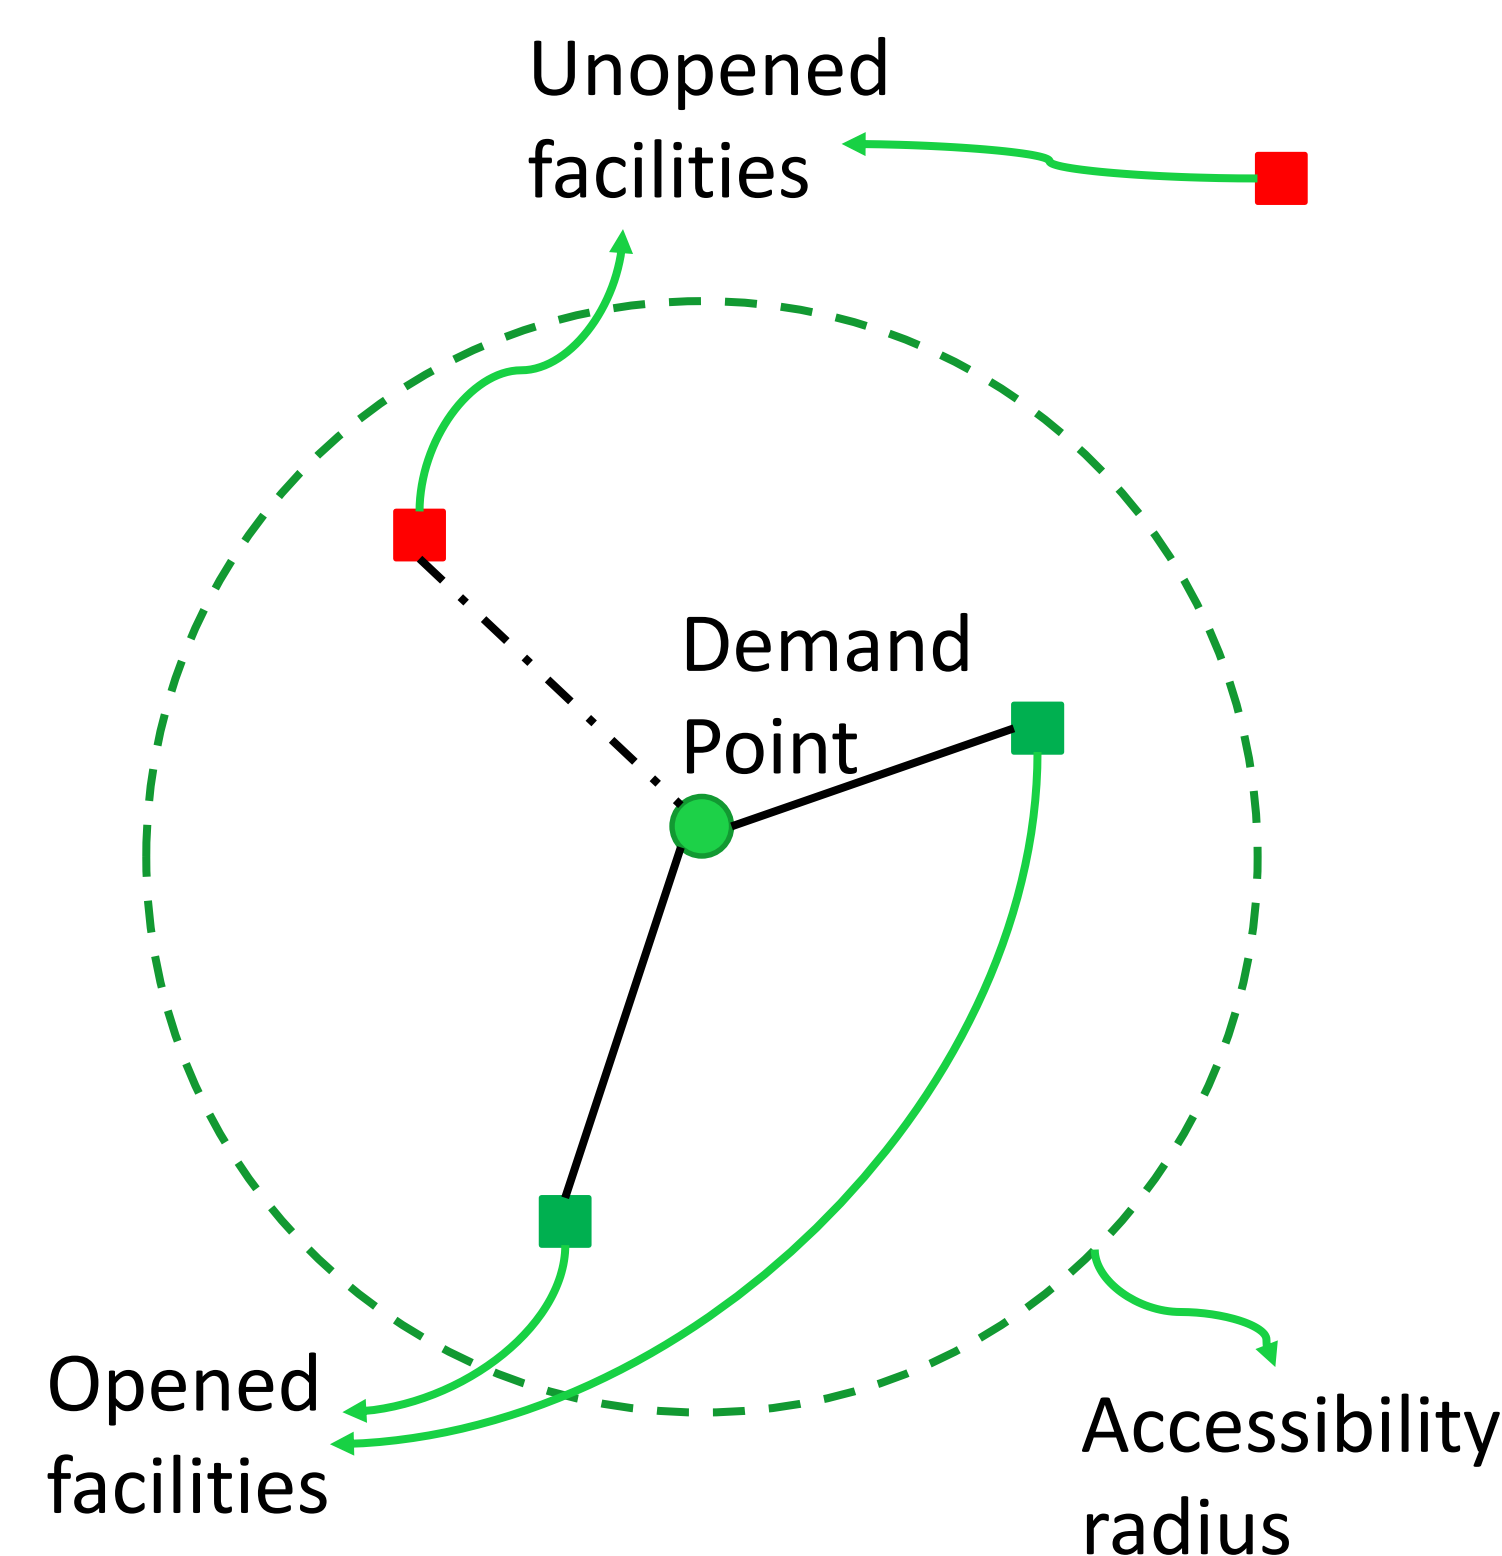 Unopened
facilities
Demand
Point
Opened
facilities
Accessibility
radius